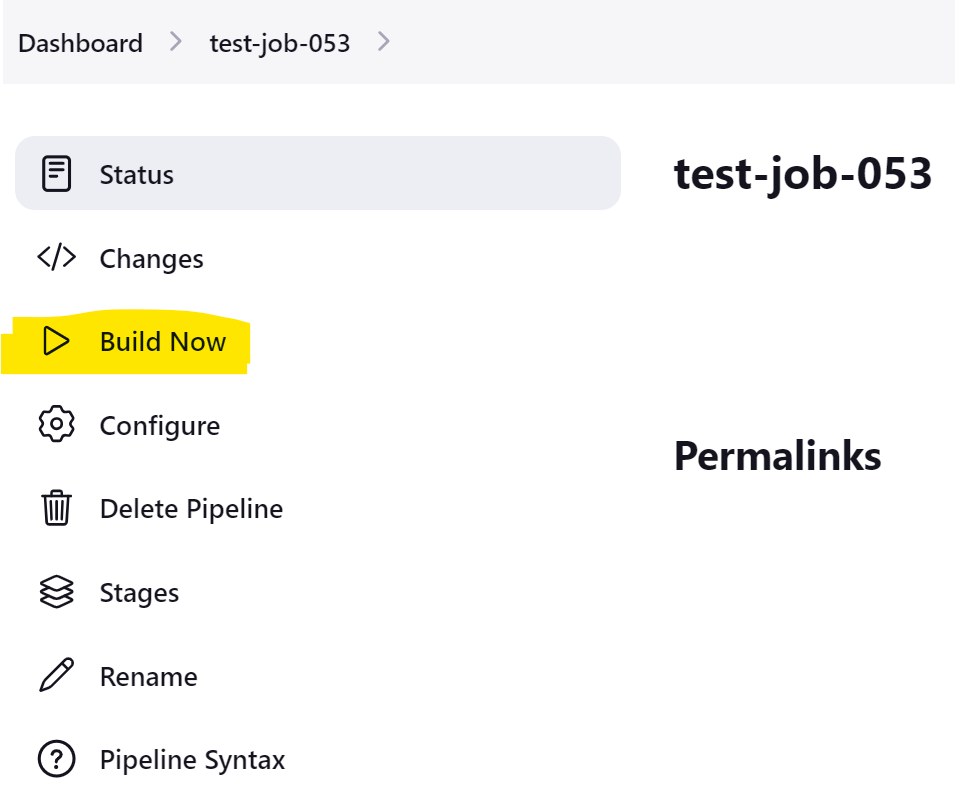 Dashboard > test-job-053 >
Status
test-job-053
Changes
Build Now
Configure
Permalinks
Delete Pipeline
Stages
Rename
Pipeline Syntax